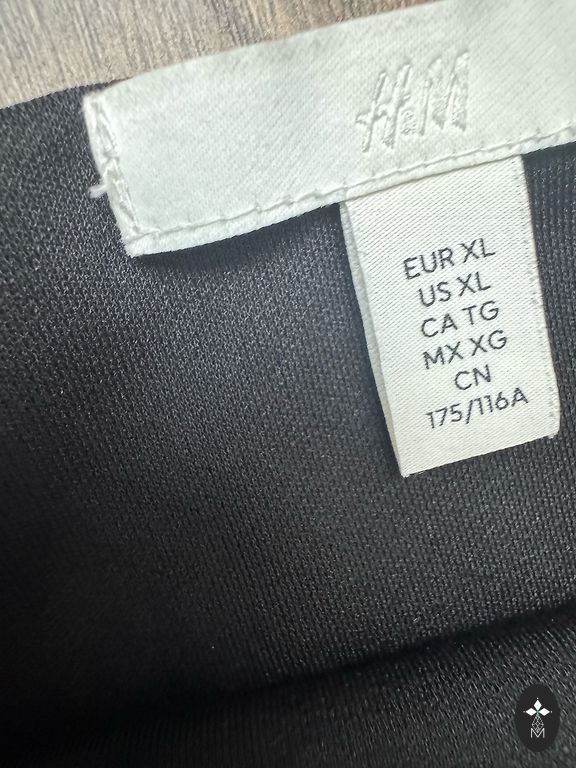 H&M
EUR XL
US XL
CA TG
MX XG
CN
175/116A
M